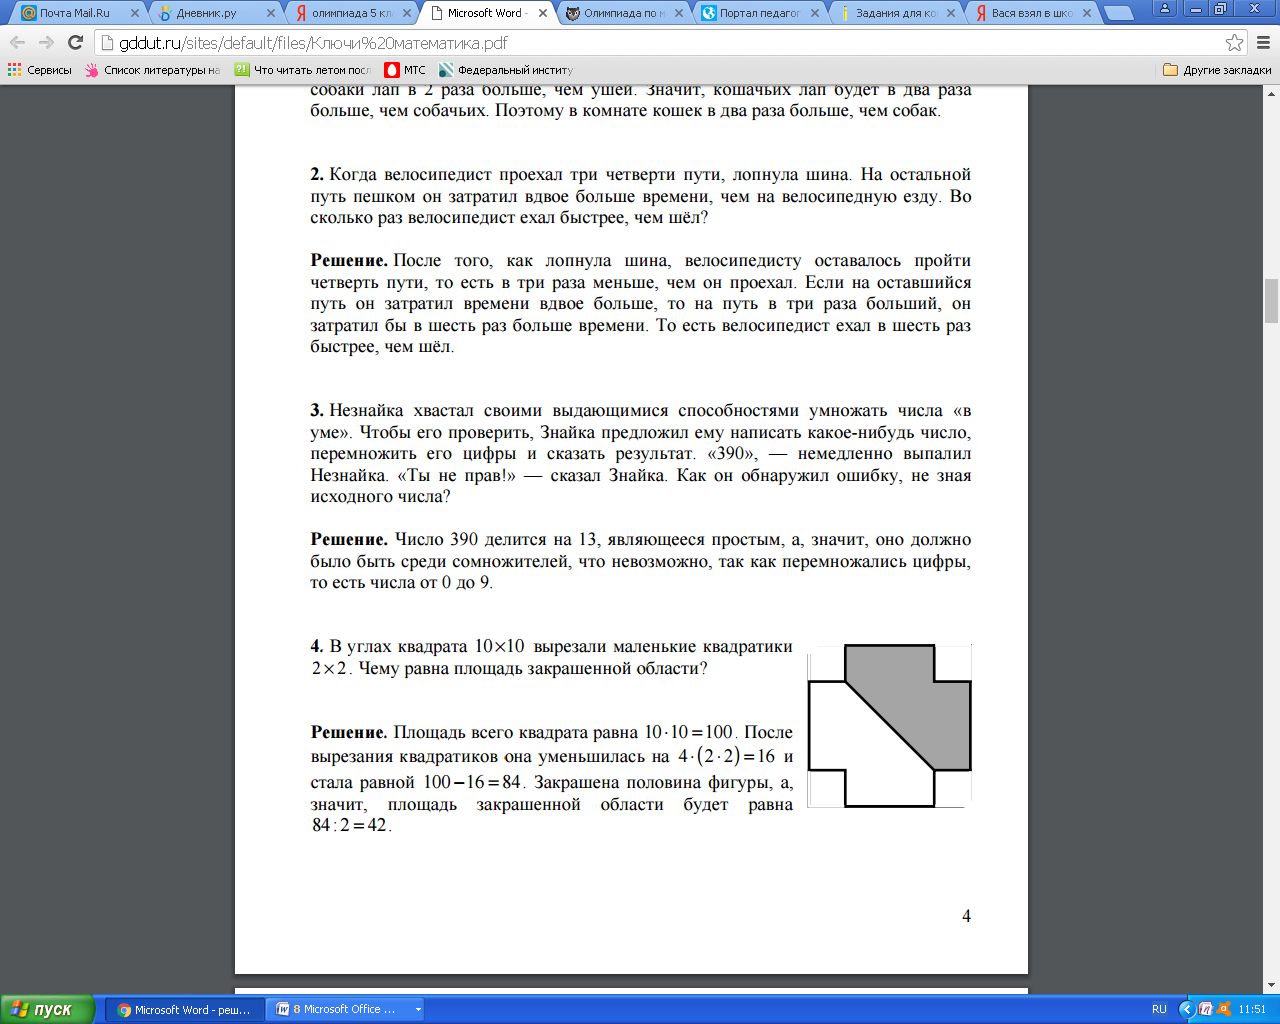 Почта Mail.Ru
Дневник.ру
олимпиада 5 кла
Microsoft Word -
Олимпиада по м
Портал педагог
Задания для ко
Вася взял в шко
gddut.ru/sites/default/files/Ключи%20математика.pdf
Сервисы
Список литературы на
Что читать летом посл
МТС
Федеральный институ
Другие закладки
собаки лап в 2 раза больше, чем ушей. Значит, кошачьих лап будет в два раза
больше, чем собачьих. Поэтому в комнате кошек в два раза больше, чем собак.
2. Когда велосипедист проехал три четверти пути, лопнула шина. На остальной
путь пешком он затратил вдвое больше времени, чем на велосипедную езду. Во
сколько раз велосипедист ехал быстрее, чем шёл?
Решение. После того, как лопнула шина, велосипедисту оставалось пройти
четверть пути, то есть в три раза меньше, чем он проехал. Если на оставшийся
путь он затратил времени вдвое больше, то на путь в три раза больший, он
затратил бы в шесть раз больше времени. То есть велосипедист ехал в шесть раз
быстрее, чем шёл.
3. Незнайка хвастал своими выдающимися способностями умножать числа «в
уме». Чтобы его проверить, Знайка предложил ему написать какое-нибудь число,
перемножить его цифры и сказать результат. «390», — немедленно выпалил
Незнайка. «Ты не прав!» — сказал Знайка. Как он обнаружил ошибку, не зная
исходного числа?
Решение. Число 390 делится на 13, являющееся простым, а, значит, оно должно
было быть среди сомножителей, что невозможно, так как перемножались цифры,
то есть числа от 0 до 9.
4. В углах квадрата 10×10 вырезали маленькие квадратики
2×2. Чему равна площадь закрашенной области?
Решение. Площадь всего квадрата равна 10·10=100. После
вырезания квадратиков она уменьшилась на 4·(2·2)=16 и
стала равной 100−16=84. Закрашена половина фигуры, а,
значит, площадь закрашенной области будет равна
84:2=42.
4
пуск
Microsoft Word - реш...
8 Microsoft Office ...
RU
11:51